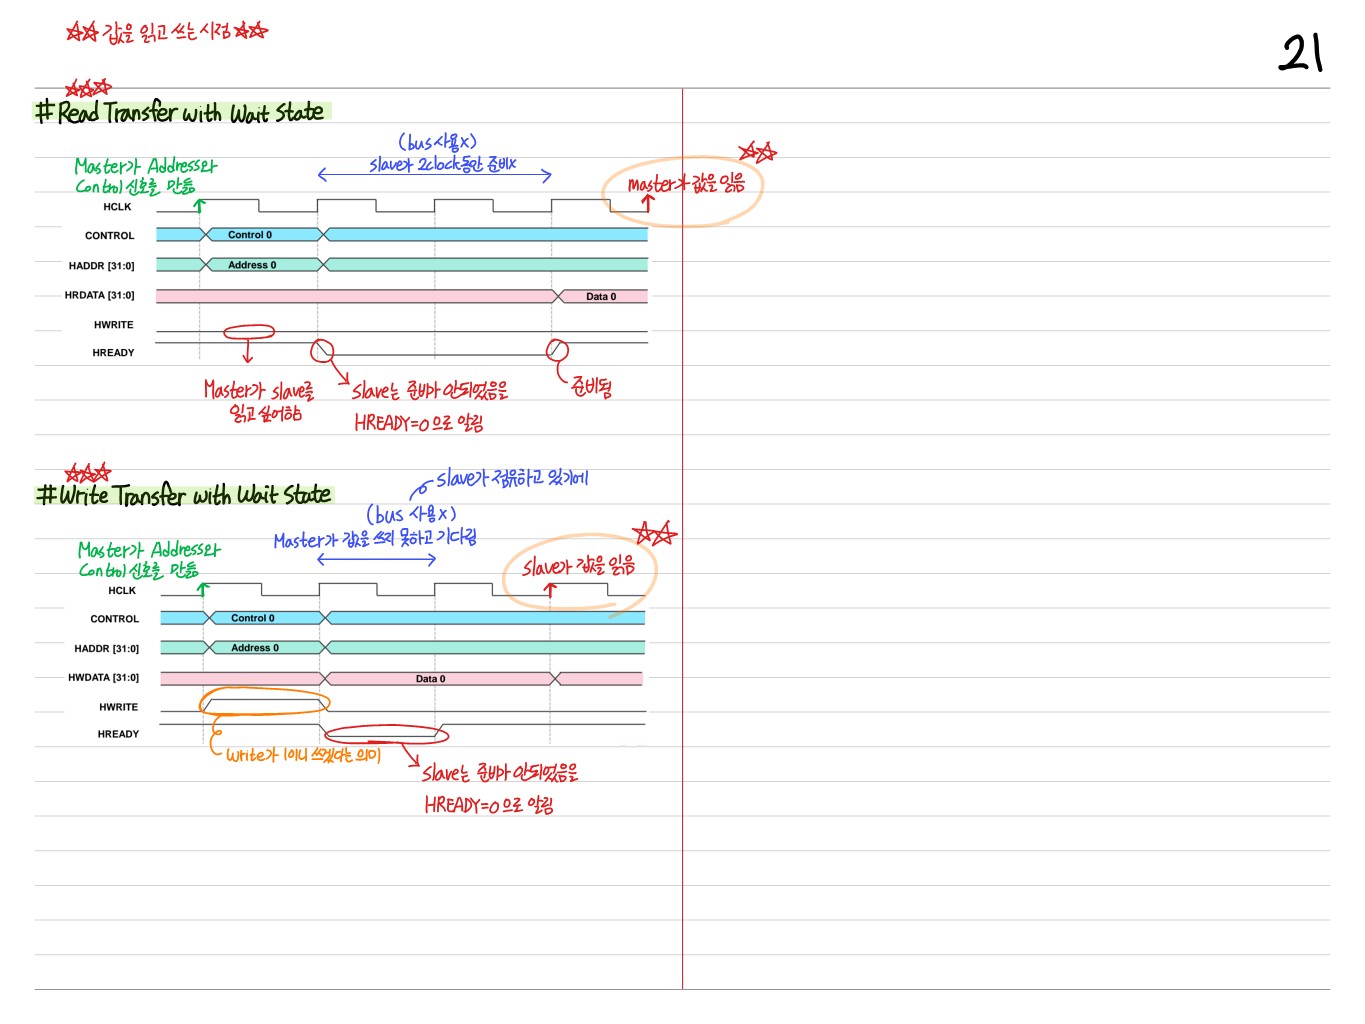 값을 읽고 쓰는 시점
21
#Read Transfer with Wait State
(bus 사용x)
slave가 2clock동안 준비x
Master가 Address와
Control 신호를 만듦
master가 값을 읽음
HCLK
CONTROL
Control 0
HADDR [31:0]
Address 0
HRDATA [31:0]
Data 0
HWRITE
HREADY
Master가 slave를
읽고 싶어함
slave는 준비가 안되었음을
HREADY=0으로 알림
준비됨
#Write Transfer with Wait State
slave가 점유하고 있기에
(bus 사용x)
Master가 값을 쓰지 못하고 기다림
Master가 Address와
Control 신호를 만듦
slave가 값을 읽음
HCLK
CONTROL
Control 0
HADDR [31:0]
Address 0
HWDATA [31:0]
Data 0
HWRITE
HREADY
write가 1이니 쓰겠다는 의미
slave는 준비가 안되었음을
HREADY=0으로 알림